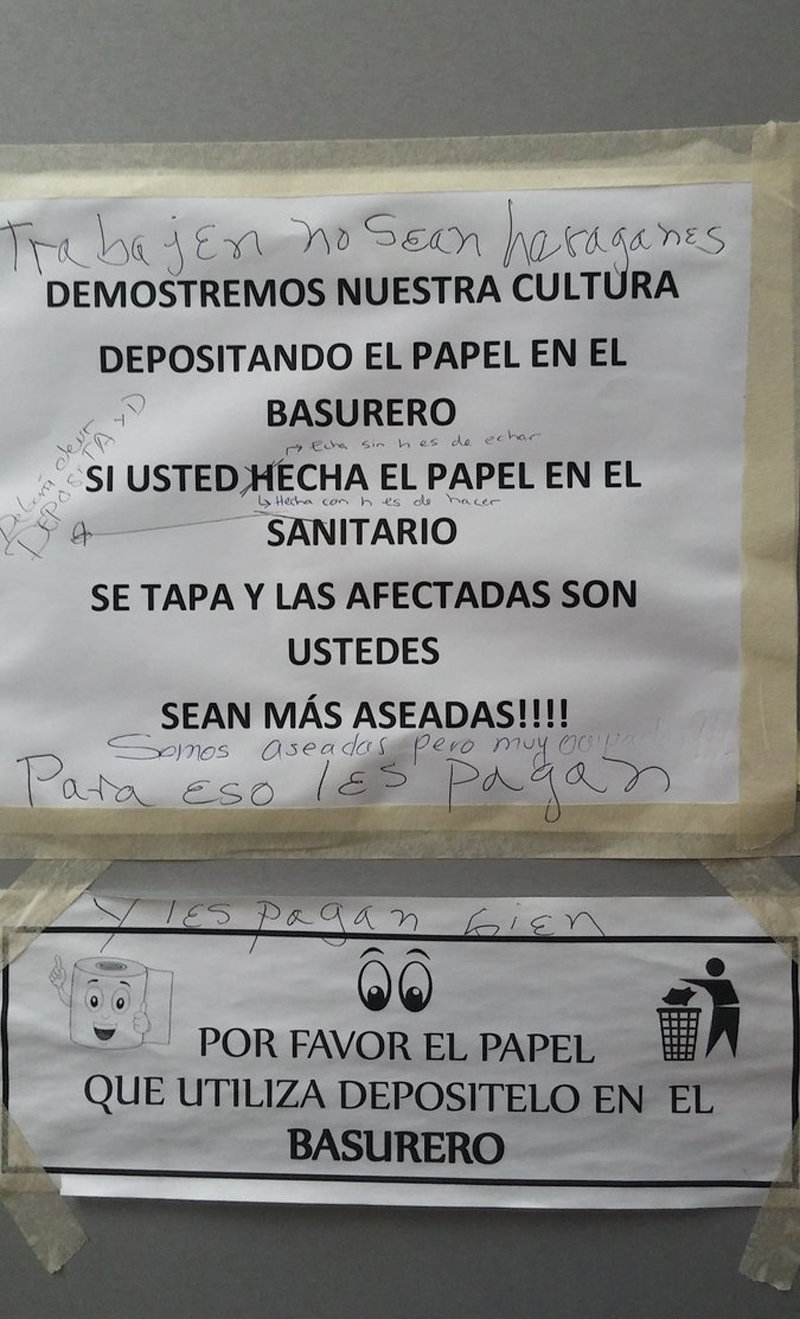 TrabajEn no SEan haraganEs
DEMOSTREMOS NUESTRA CULTURA
DEPOSITANDO EL PAPEL EN EL
BASURERO
Echa sin h es de echar
Debería decir
DEPOSITA
SI USTED HECHA EL PAPEL EN EL
Hecha con h es de hacer
SANITARIO
SE TAPA Y LAS AFECTADAS SON
USTEDES
SEAN MÁS ASEADAS!!!!
Somos aseadas pero muy
Para ESO lES pagan
Y lES pagan biEn
POR FAVOR EL PAPEL
QUE UTILIZA DEPOSITELO EN EL
BASURERO